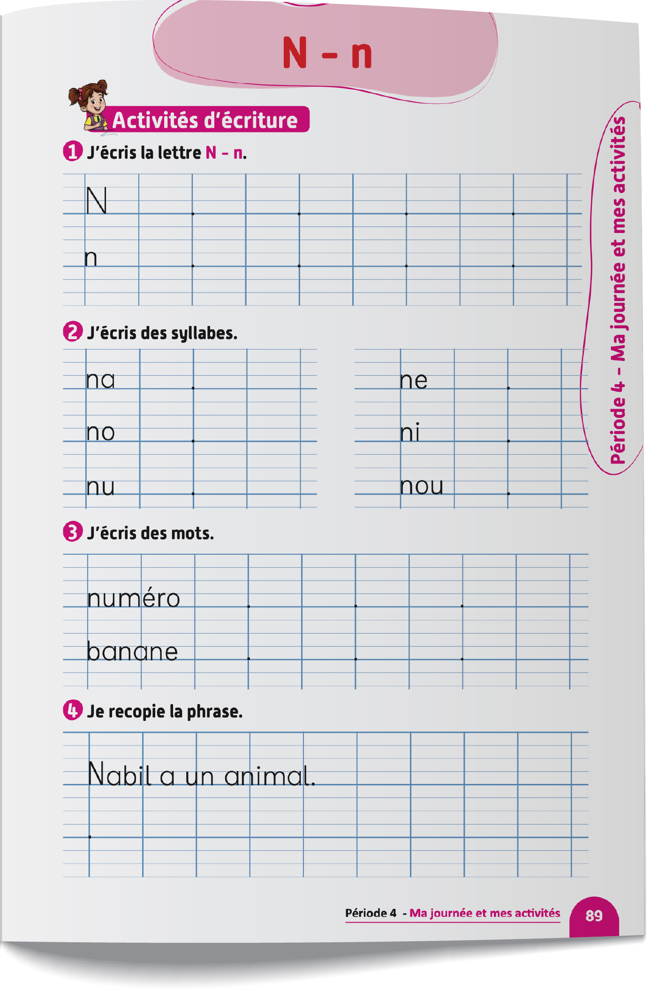 N - n
Activités d'écriture
1 J'écris la lettre N - n.
N
n
2 J'écris des syllabes.
na
ne
no
ni
nu
nou
3 J'écris des mots.
numéro
banane
4 Je recopie la phrase.
Nabil a un animal.
Période 4 - Ma journée et mes activités
Période 4 - Ma journée et mes activités
89